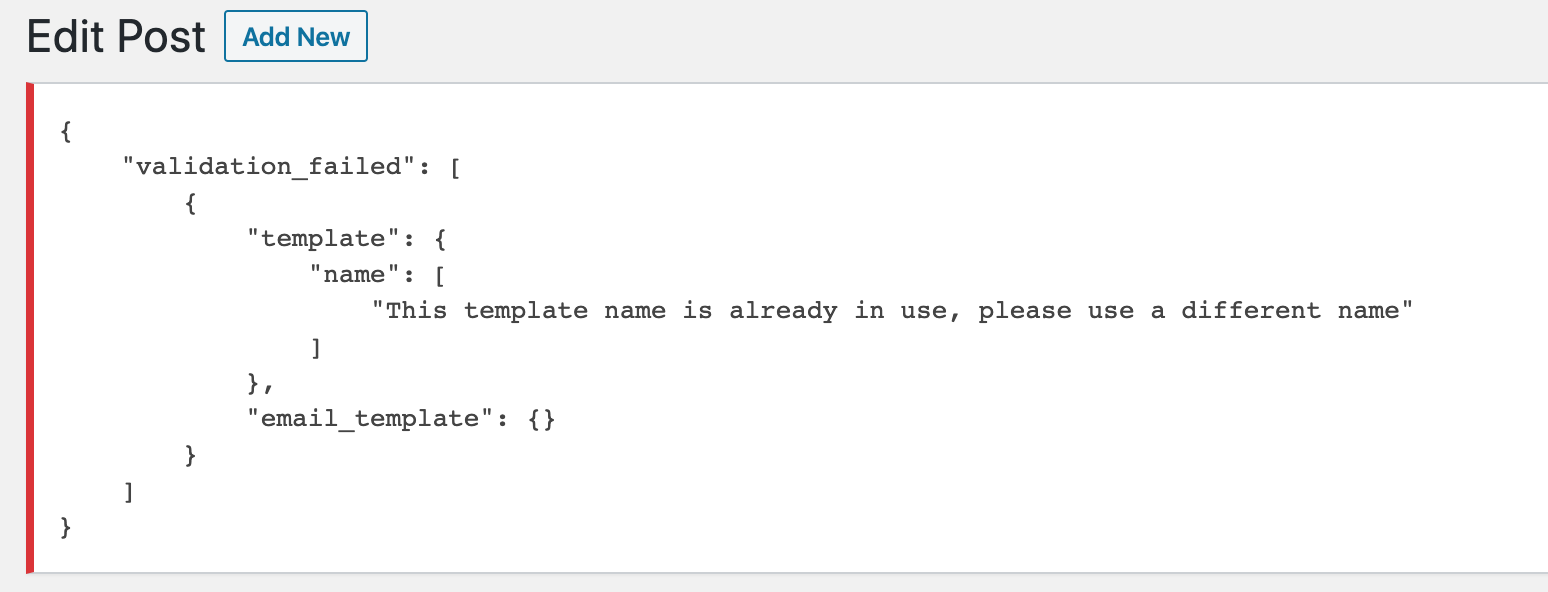 Edit Post Add New
{
    "validation_failed": [
        {
            "template": {
                "name": [
                    "This template name is already in use, please use a different name"
                ]
            },
            "email_template": {}
        }
    ]
}